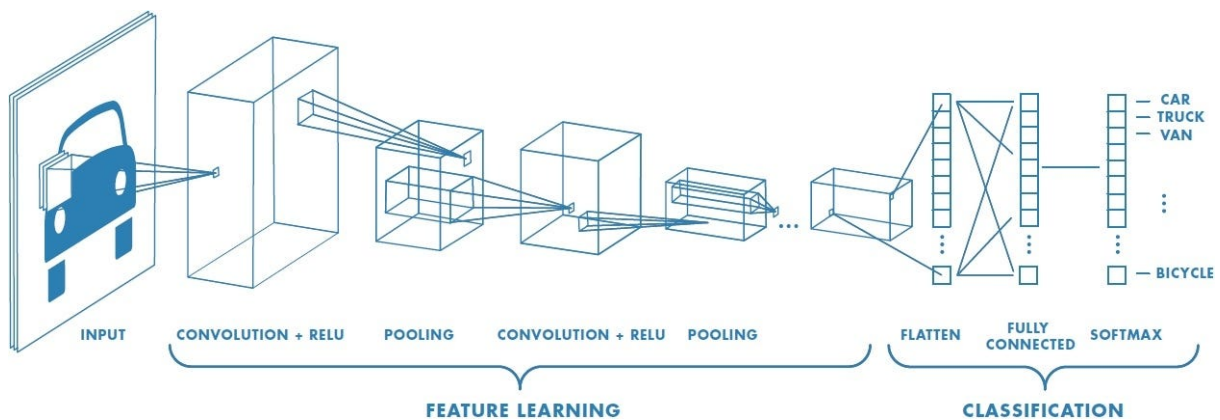 CAR
TRUCK
VAN
BICYCLE
INPUT
CONVOLUTION + RELU
POOLING
CONVOLUTION + RELU
POOLING
FLATTEN
FULLY
CONNECTED
SOFTMAX
FEATURE LEARNING
CLASSIFICATION